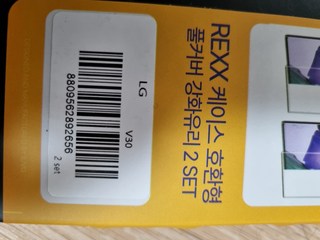 REXX 케이스 호환형
풀커버 강화유리 2 SET
LG
V30
8809562892656
2 set